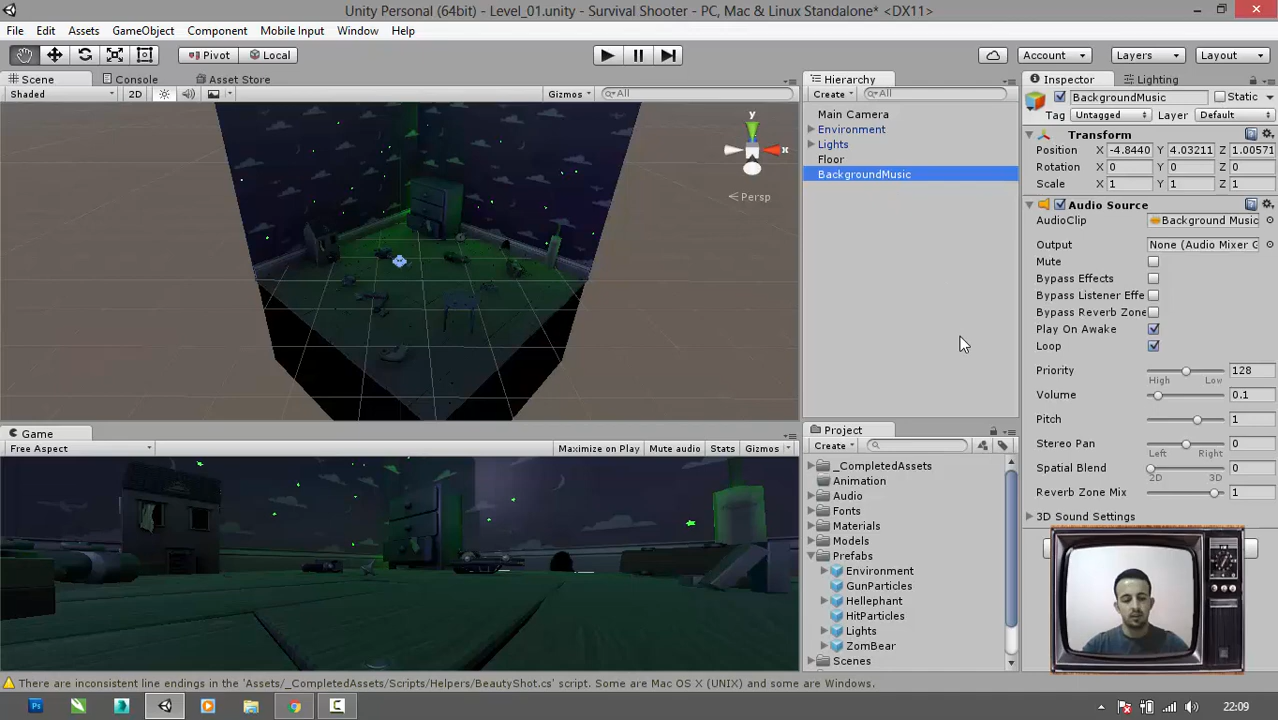 Unity Personal (64bit) - Level_01.unity - Survival Shooter - PC, Mac & Linux Standalone* <DX11>
File Edit Assets GameObject Component Mobile Input Window Help
Pivot Local Account Layers Layout
Scene Console Asset Store
Shaded 2D Gizmos All
y
x
Persp
Game
Free Aspect Maximize on Play Mute audio Stats Gizmos
Hierarchy
Create All
Main Camera
Environment
Lights
Floor
BackgroundMusic
Project
Create
_CompletedAssets
Animation
Audio
Fonts
Materials
Models
Prefabs
Environment
GunParticles
Hellephant
HitParticles
Lights
ZomBear
Scenes
Inspector Lighting
BackgroundMusic Static
Tag Untagged Layer Default
Transform
Position X -4.8440 Y 4.03211 Z 1.00571
Rotation X 0 Y 0 Z 0
Scale X 1 Y 1 Z 1
Audio Source
AudioClip Background Music
Output None (Audio Mixer G
Mute
Bypass Effects
Bypass Listener Effe
Bypass Reverb Zone
Play On Awake
Loop
Priority 128
High Low
Volume 0.1
Pitch 1
Stereo Pan 0
Left Right
Spatial Blend 0
2D 3D
Reverb Zone Mix 1
3D Sound Settings
There are inconsistent line endings in the 'Assets/_CompletedAssets/Scripts/Helpers/BeautyShot.cs' script. Some are Mac OS X (UNIX) and some are Windows.
Ps
22:09